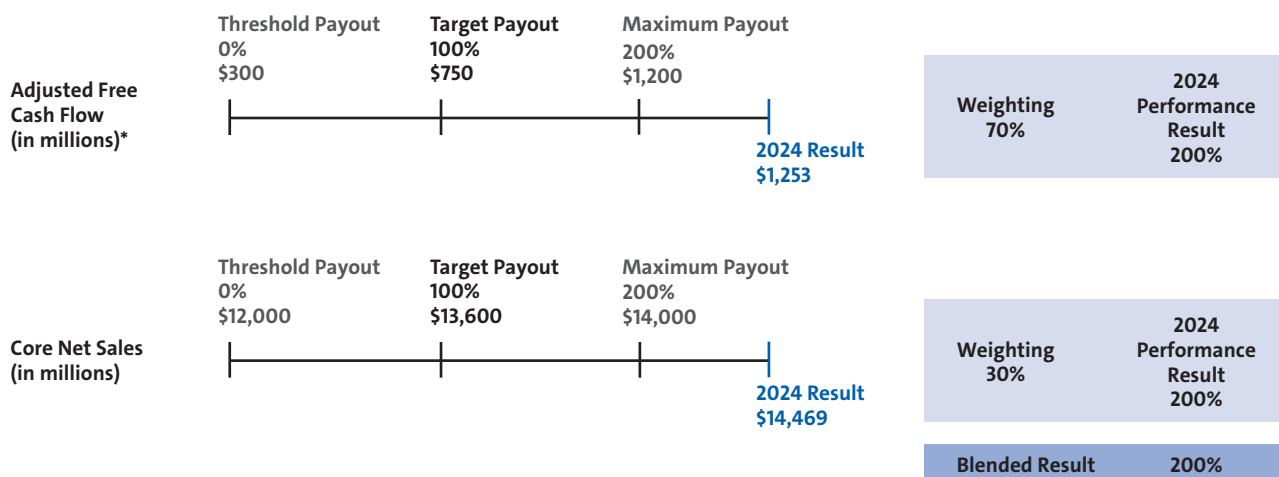 Threshold Payout
0%
$300
Target Payout
100%
$750
Maximum Payout
200%
$1,200
Adjusted Free
Cash Flow
(in millions)*
2024 Result
$1,253
Weighting
70%
2024
Performance
Result
200%
Threshold Payout
0%
$12,000
Target Payout
100%
$13,600
Maximum Payout
200%
$14,000
Core Net Sales
(in millions)
2024 Result
$14,469
Weighting
30%
2024
Performance
Result
200%
Blended Result 200%